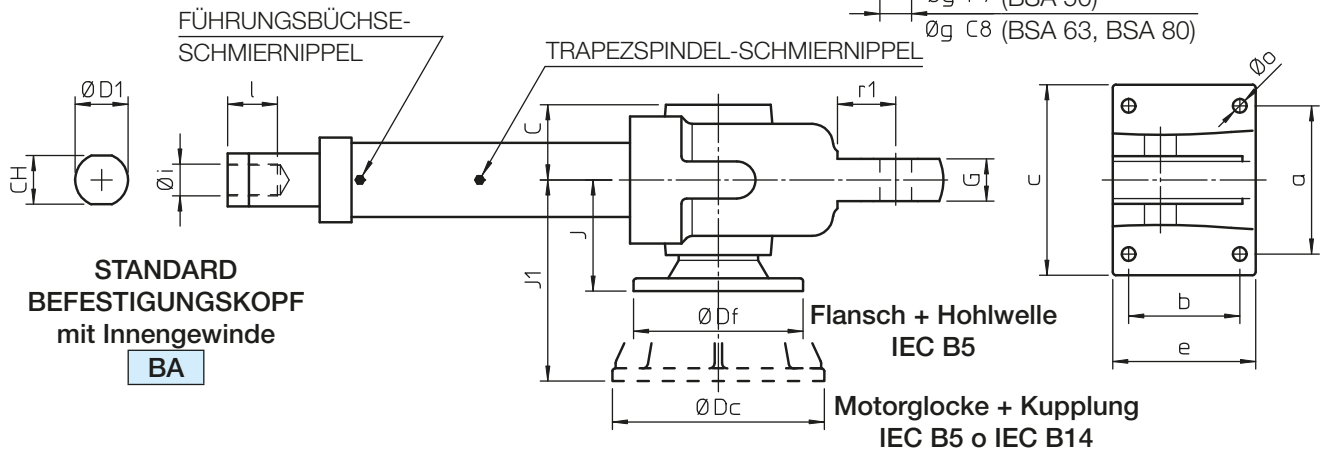 FÜHRUNGSBÜCHSE-
SCHMIERNIPPEL
TRAPEZSPINDEL-SCHMIERNIPPEL
Øg C8 (BSA 63, BSA 80)
ØD1
l
C
r1
Øo
CH
Øi
G
c
a
J
J1
STANDARD
BEFESTIGUNGSKOPF
mit Innengewinde
BA
ØDf
Flansch + Hohlwelle
IEC B5
b
e
ØDc
Motorglocke + Kupplung
IEC B5 o IEC B14